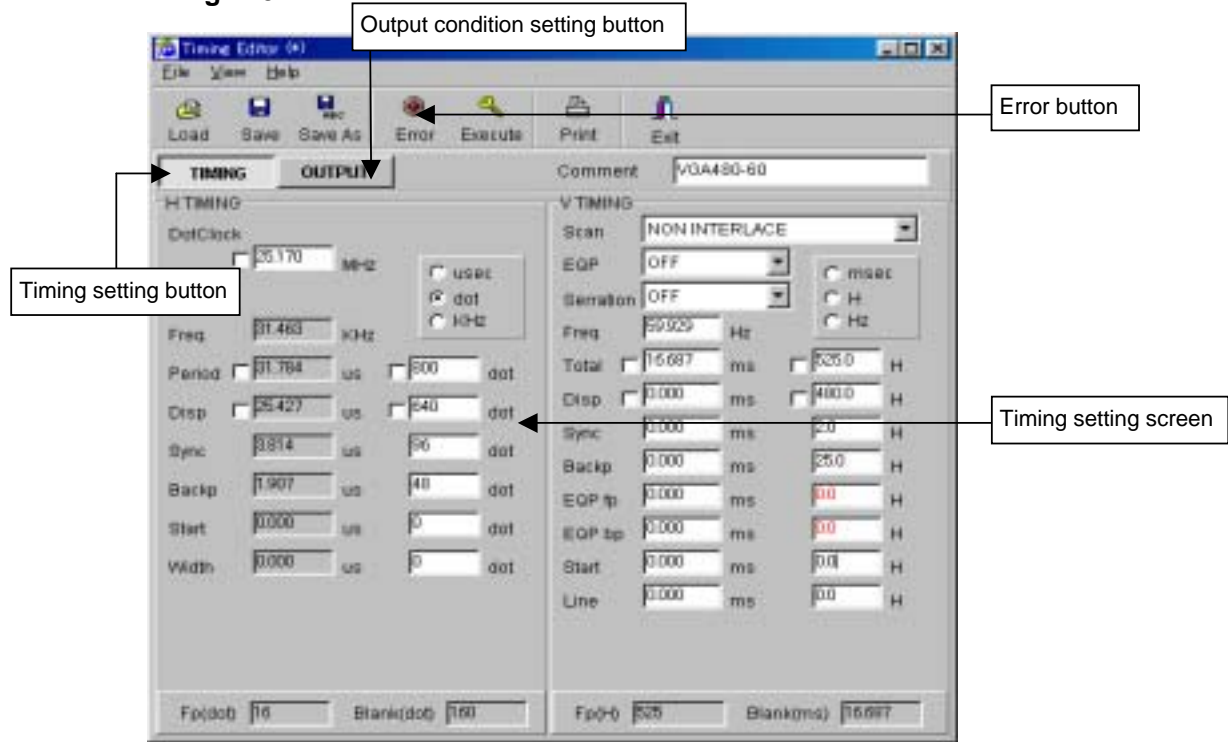 Output condition setting button
Timing Editor (*)
File View Help
Error button
Load Save Save As Error Execute Print Exit
TIMING OUTPUT Comment VGA480-60
H TIMING V TIMING
DotClock Scan NON INTERLACE
25.170 MHz usec EQP OFF msec
Timing setting button
dot Serration OFF H
Freq 31.463 KHz KHz Freq 59.929 Hz Hz
Period 31.784 us 800 dot Total 16.687 ms 525.0 H
Disp 25.427 us 640 dot Disp 0.000 ms 480.0 H
Timing setting screen
Sync 3.814 us 96 dot Sync 0.000 ms 2.0 H
Backp 1.907 us 48 dot Backp 0.000 ms 25.0 H
EQP fp 0.000 ms 0.0 H
Start 0.000 us 0 dot EQP bp 0.000 ms 0.0 H
Width 0.000 us 0 dot Start 0.000 ms 0.0 H
Line 0.000 ms 0.0 H
Fp(dot) 16 Blank(dot) 160 Fp(H) 525 Blank(ms) 16.687